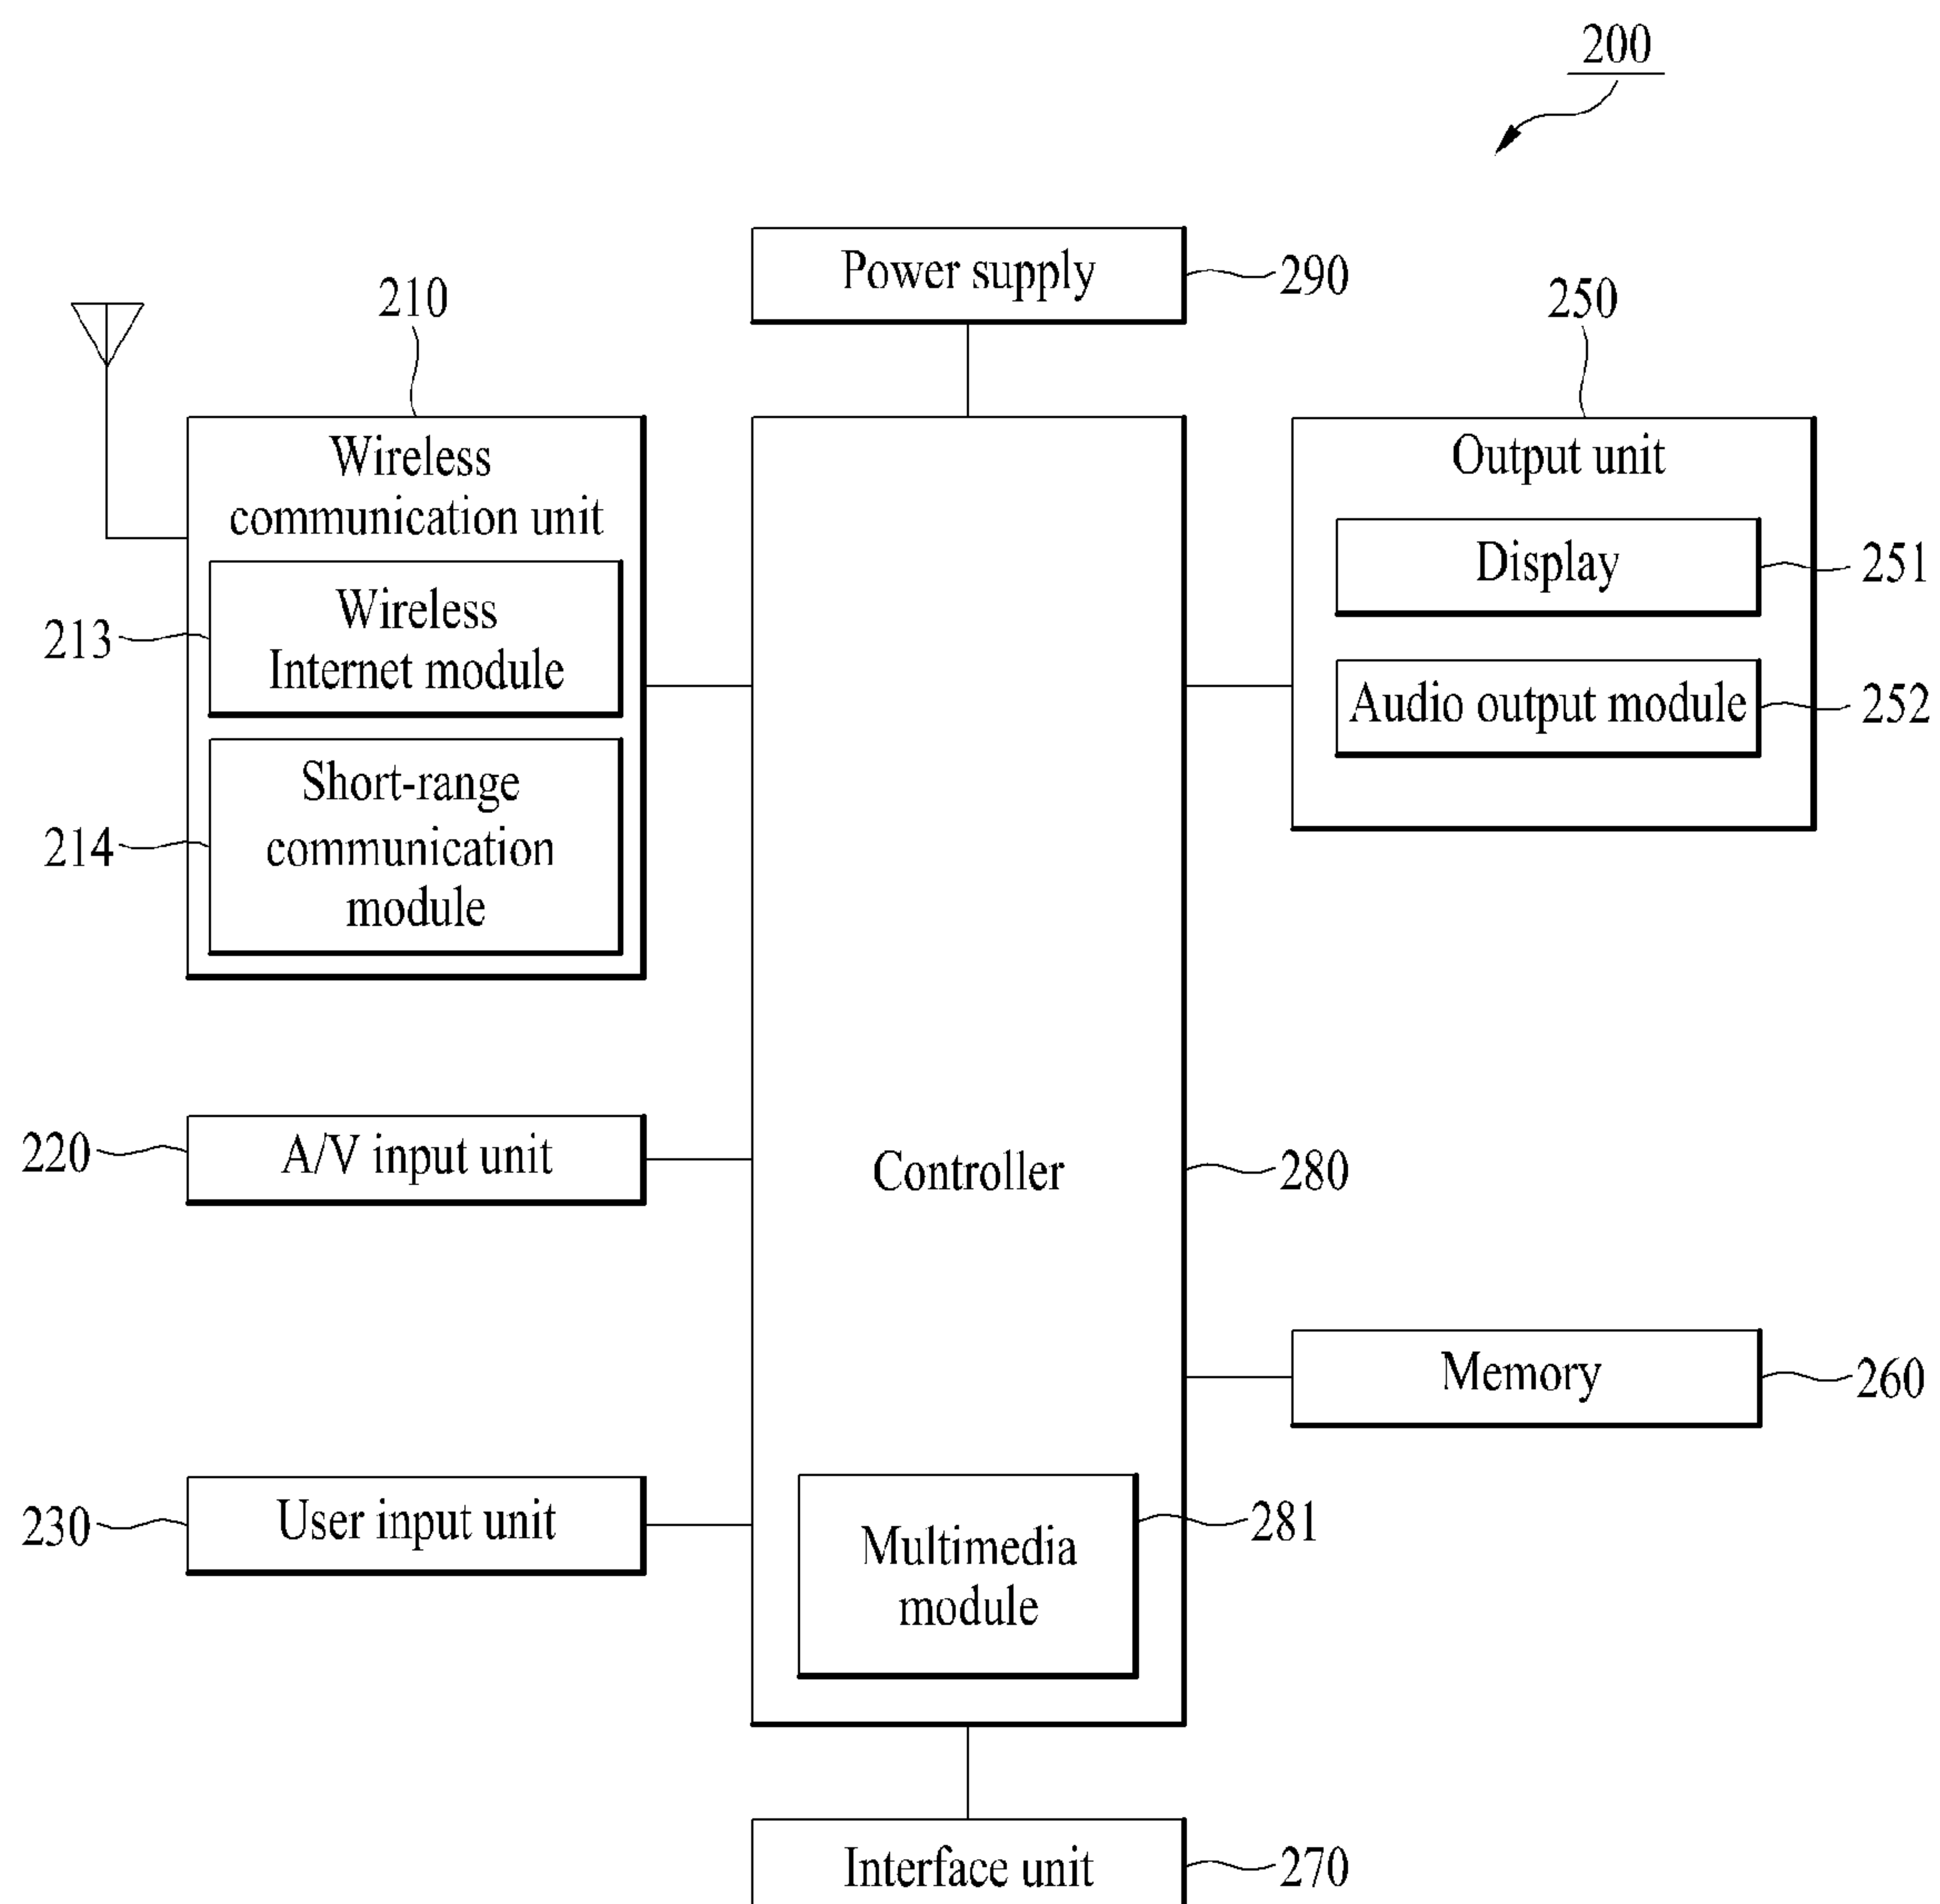 200
Power supply
290
210
250
Wireless
communication unit
Output unit
Display
251
Wireless
Internet module
213
Audio output module
252
Short-range
communication
module
214
220
A/V input unit
Controller
280
Memory
260
230
User input unit
Multimedia
module
281
Interface unit
270